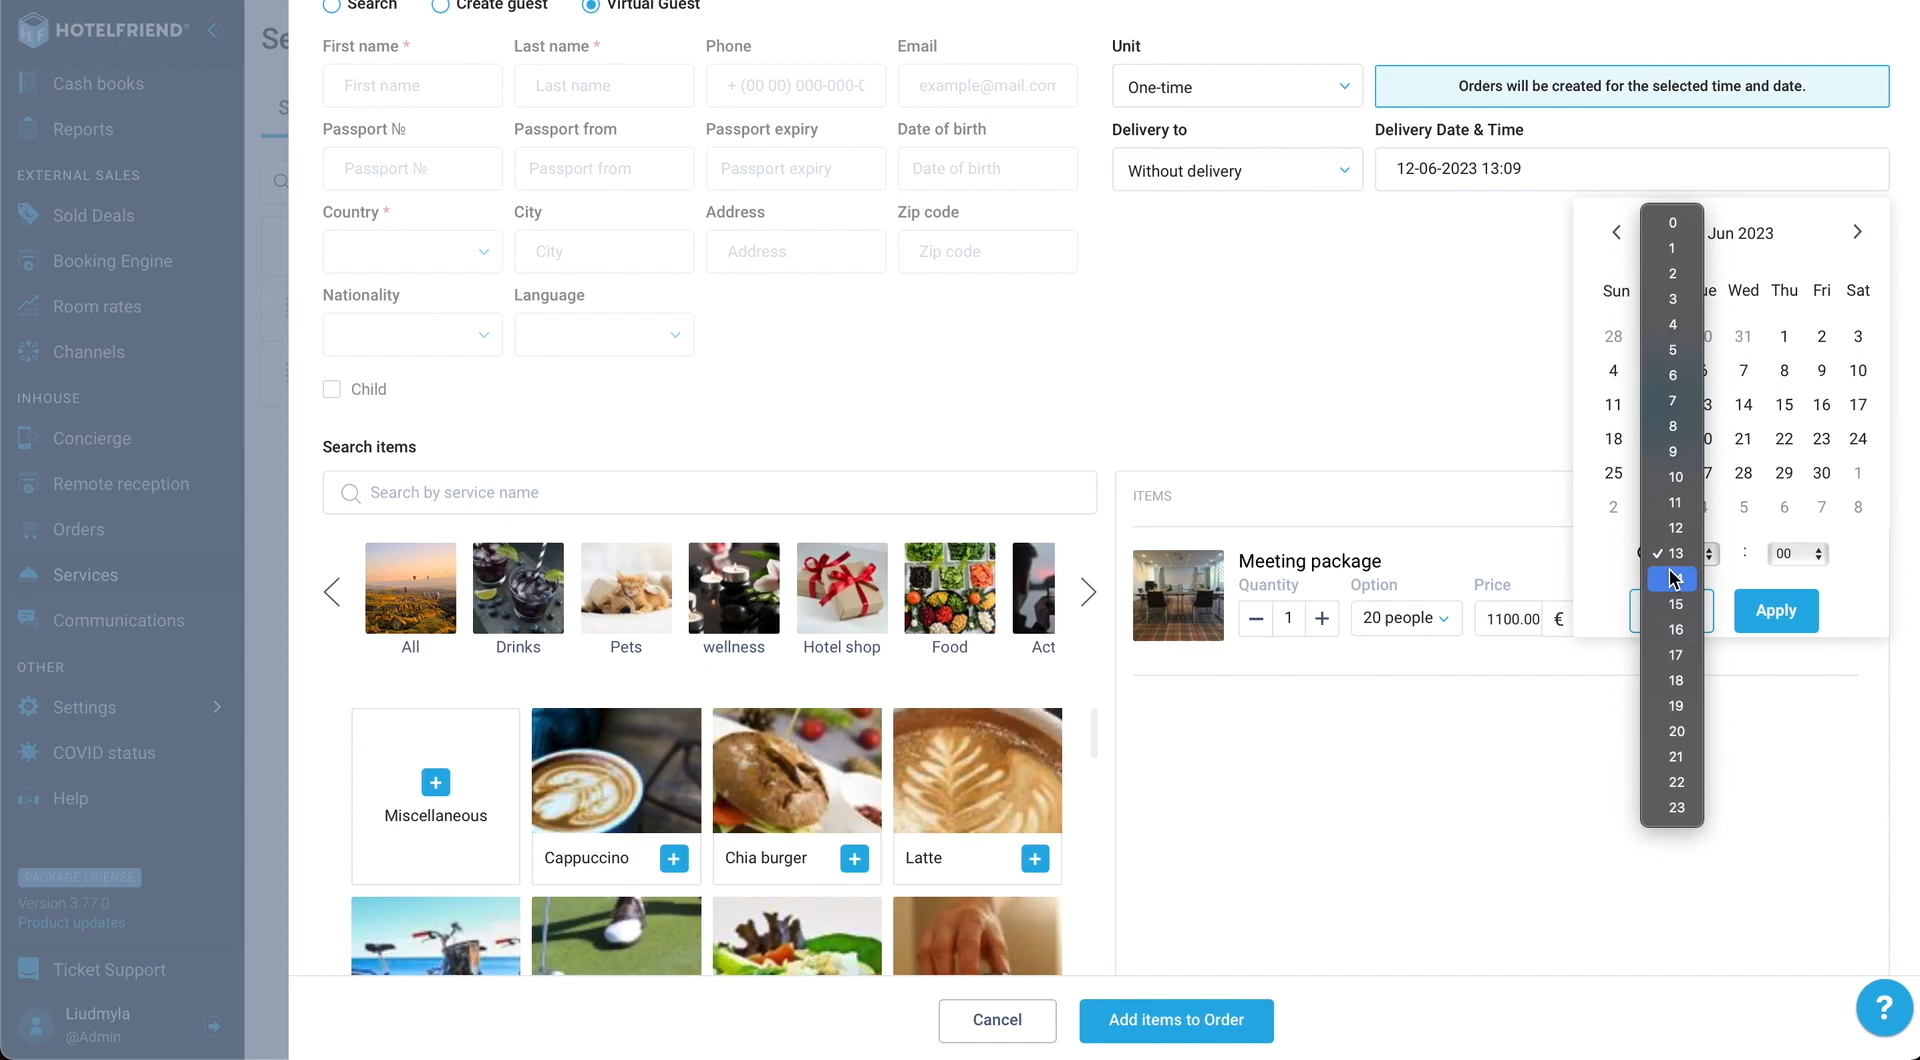 HOTELFRIEND®
Cash books
Reports
EXTERNAL SALES
Sold Deals
Booking Engine
Room rates
Channels
INHOUSE
Concierge
Remote reception
Orders
Services
Communications
OTHER
Settings
COVID status
Help
PACKAGE LICENSE
Version 3.77.0
Product updates
Ticket Support
Liudmyla
@Admin
Se
S
Search Create guest Virtual Guest
First name * Last name * Phone Email
First name Last name + (00 00) 000-000-0 example@mail.com
Passport № Passport from Passport expiry Date of birth
Passport № Passport from Passport expiry Date of birth
Country * City Address Zip code
City Address Zip code
Nationality Language
Child
Unit
One-time
Orders will be created for the selected time and date.
Delivery to Delivery Date & Time
Without delivery 12-06-2023 13:09
Jun 2023
Sun ue Wed Thu Fri Sat
28 0 31 1 2 3
4 6 7 8 9 10
11 3 14 15 16 17
18 0 21 22 23 24
25 7 28 29 30 1
2 4 5 6 7 8
: 00
Apply
0
1
2
3
4
5
6
7
8
9
10
11
12
✓ 13
15
16
17
18
19
20
21
22
23
Search items
Search by service name
All Drinks Pets wellness Hotel shop Food Act
Miscellaneous
Cappuccino
Chia burger
Latte
ITEMS
Meeting package
Quantity Option Price
1 20 people 1100.00 €
Cancel Add items to Order
?